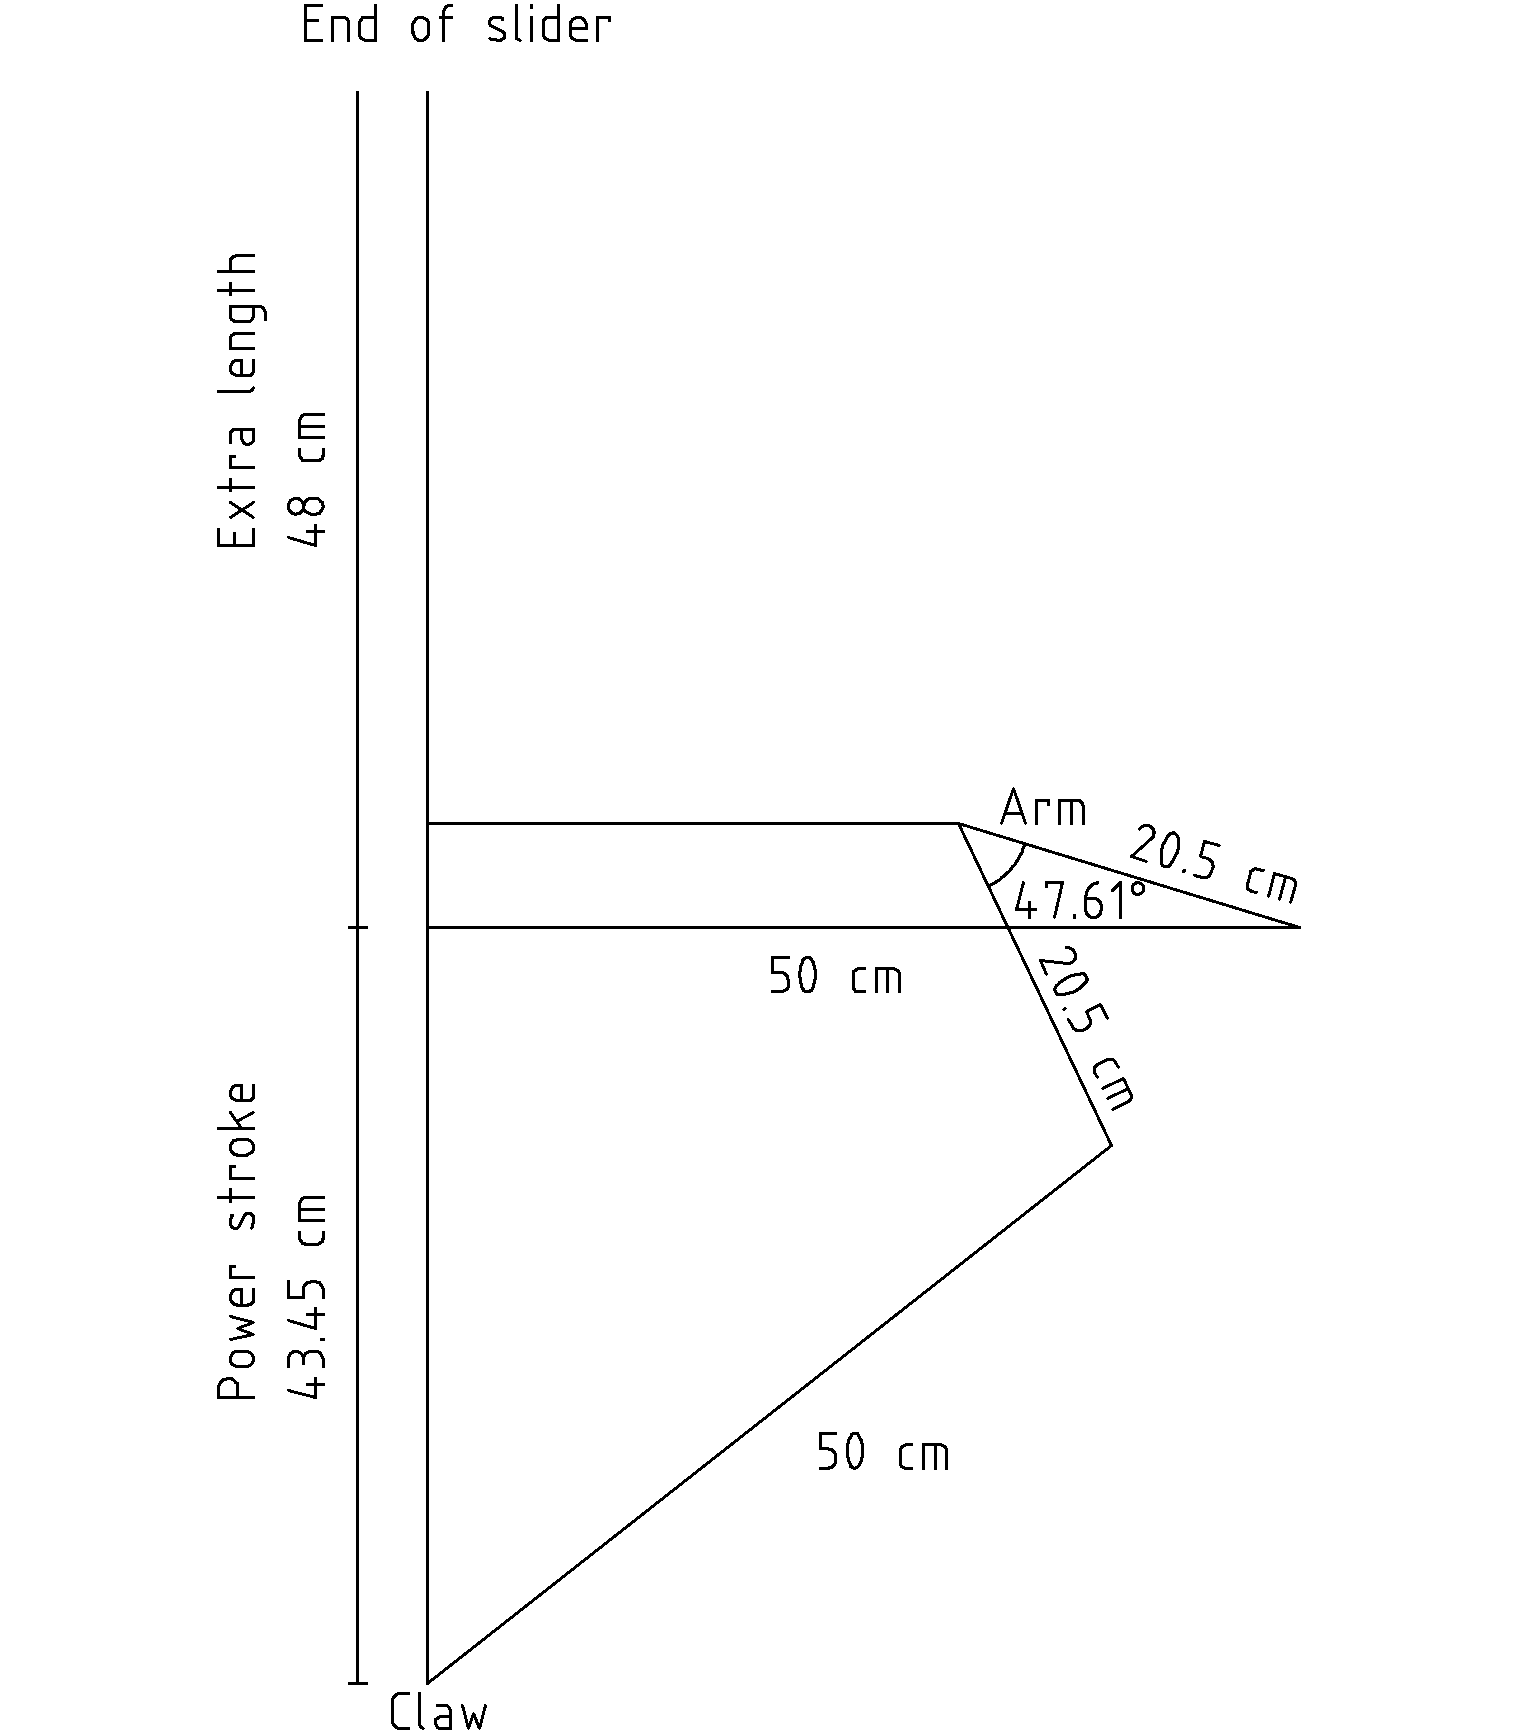 End of slider
Extra length
48 cm
Arm
20.5 cm
47.61°
50 cm
20.5 cm
Power stroke
43.45 cm
50 cm
Claw